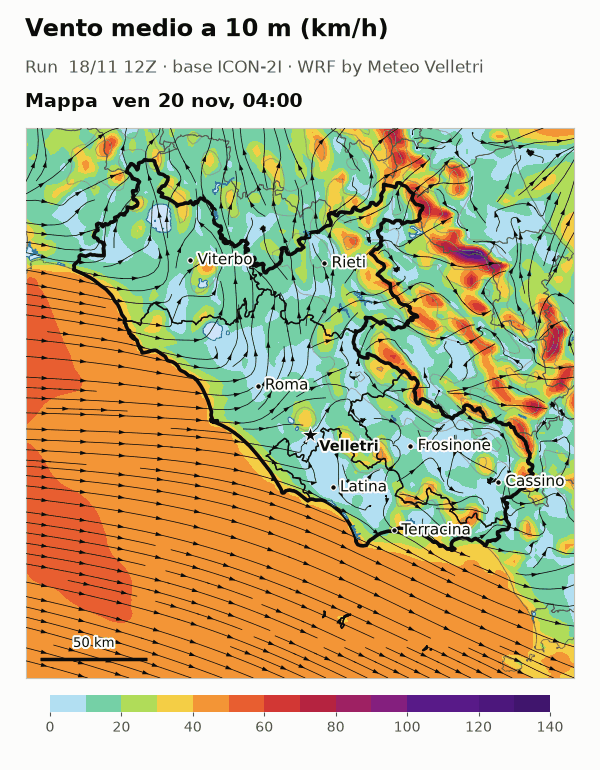 Vento medio a 10 m (km/h)
Run  18/11 12Z · base ICON-2I · WRF by Meteo Velletri
Mappa  ven 20 nov, 04:00
Viterbo
Rieti
Roma
Velletri
Frosinone
Latina
Cassino
Terracina
50 km
0 20 40 60 80 100 120 140